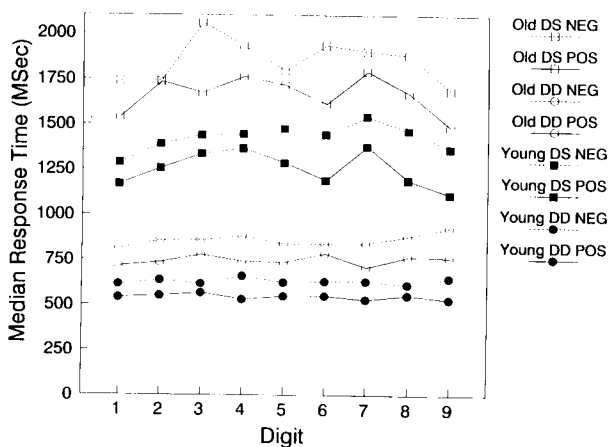 Median Response Time (MSec)
2000
1750
1500
1250
1000
750
500
250
0
1 2 3 4 5 6 7 8 9
Digit
Old DS NEG
Old DS POS
Old DD NEG
Old DD POS
Young DS NEG
Young DS POS
Young DD NEG
Young DD POS